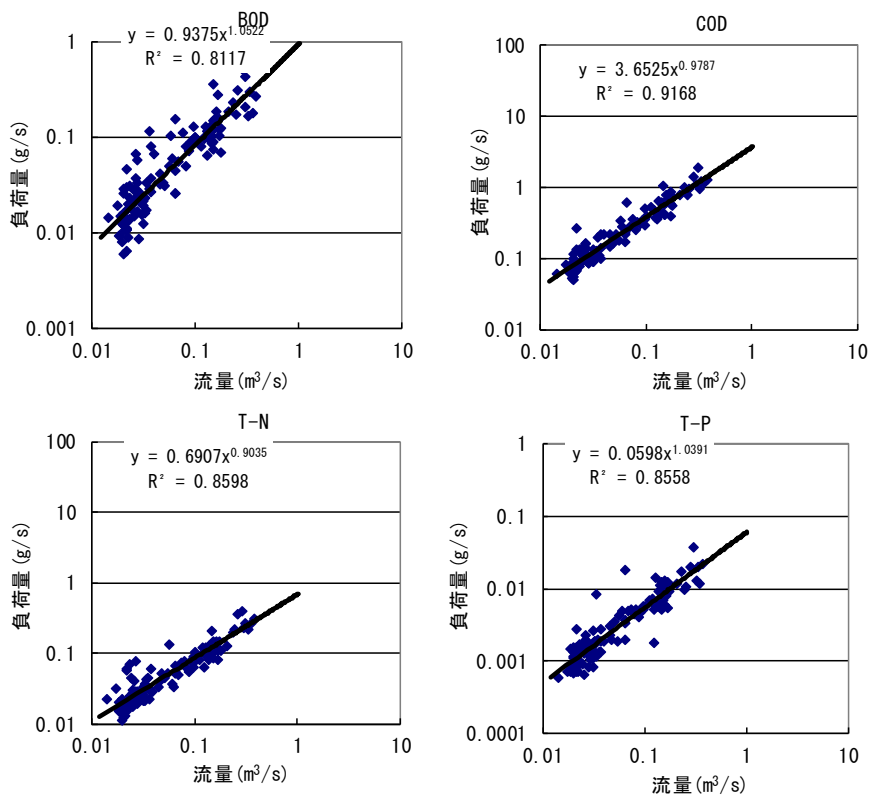 BOD
y = 0.9375x^1.0522
R² = 0.8117
1
0.1
0.01
0.001
0.01
0.1
1
10
負荷量(g/s)
流量(m³/s)
COD
y = 3.6525x^0.9787
R² = 0.9168
100
10
1
0.1
0.01
0.01
0.1
1
10
負荷量(g/s)
流量(m³/s)
T-N
y = 0.6907x^0.9035
R² = 0.8598
100
10
1
0.1
0.01
0.01
0.1
1
10
負荷量(g/s)
流量(m³/s)
T-P
y = 0.0598x^1.0391
R² = 0.8558
1
0.1
0.01
0.001
0.0001
0.01
0.1
1
10
負荷量(g/s)
流量(m³/s)